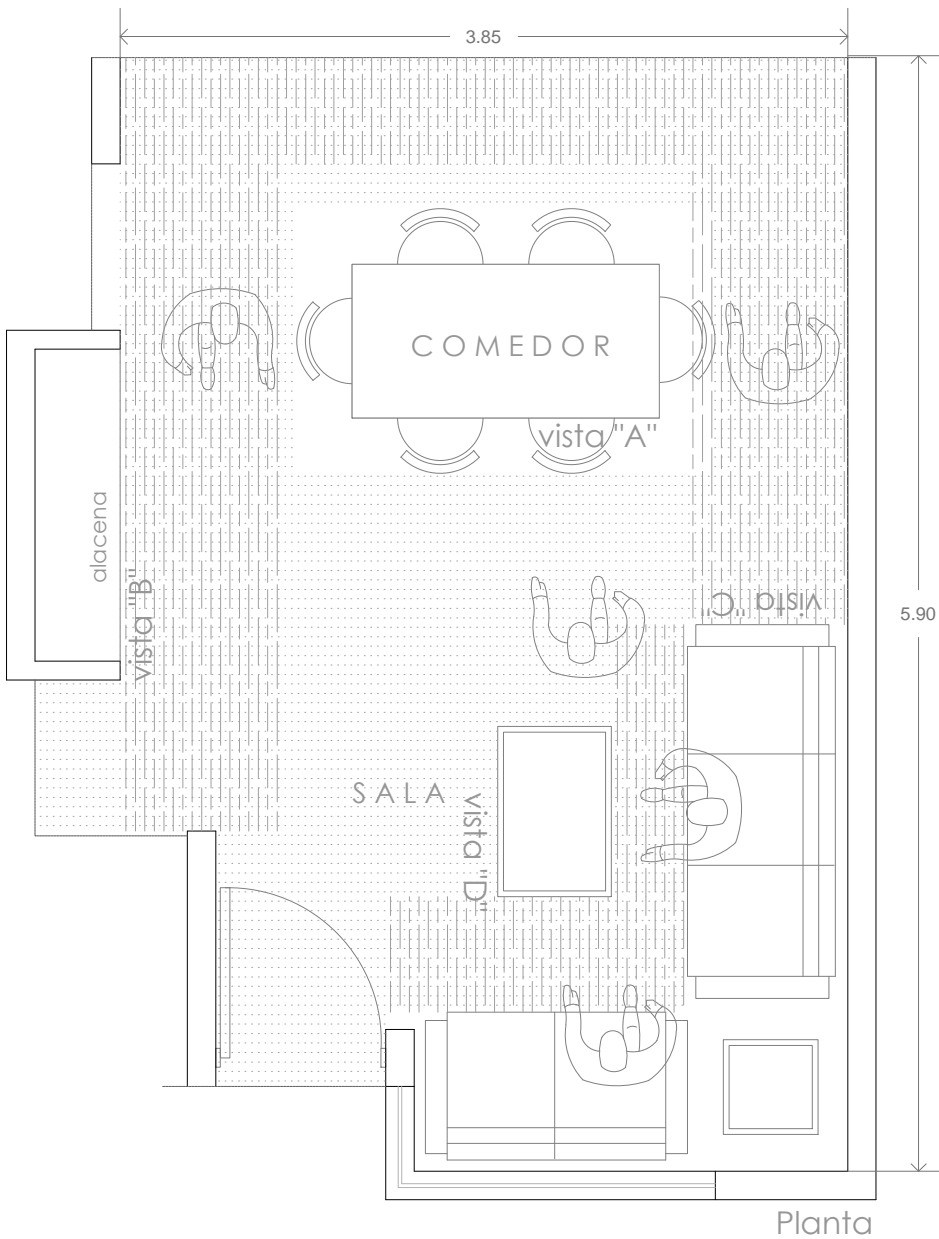 3.85
COMEDOR
vista "A"
alacena
vista "B"
vista "C"
5.90
SALA
vista "D"
Planta